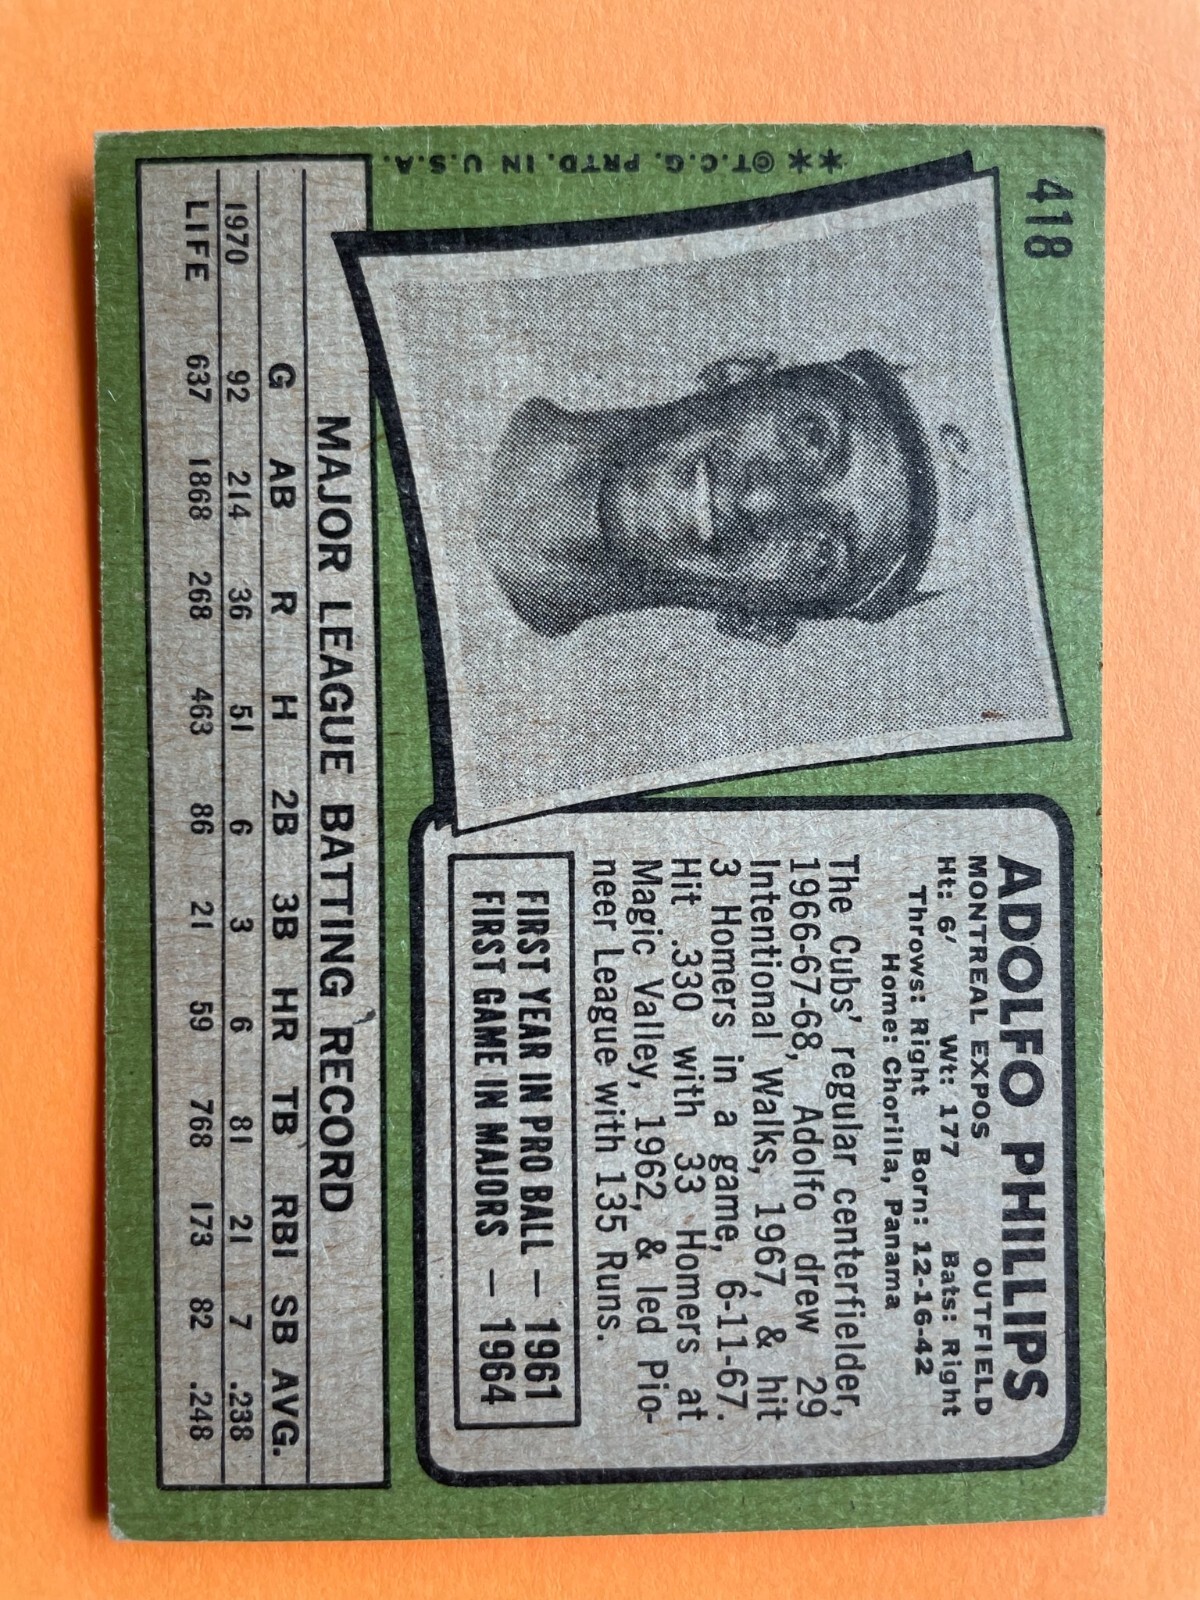 418
ADOLFO PHILLIPS
MONTREAL EXPOS OUTFIELD
Ht: 6' Wt: 177 Bats: Right
Throws: Right Born: 12-16-42
Home: Chorilla, Panama
The Cubs' regular centerfielder,
1966-67-68, Adolfo drew 29
Intentional Walks, 1967, & hit
3 Homers in a game, 6-11-67.
Hit .330 with 33 Homers at
Magic Valley, 1962, & led Pio-
neer League with 135 Runs.
FIRST YEAR IN PRO BALL — 1961
FIRST GAME IN MAJORS — 1964
**©T.C.G. PRTD. IN U.S.A.
MAJOR LEAGUE BATTING RECORD
G AB R H 2B 3B HR TB RBI SB AVG.
1970 92 214 36 51 6 3 6 81 21 7 .238
LIFE 637 1868 268 463 86 21 59 768 173 82 .248